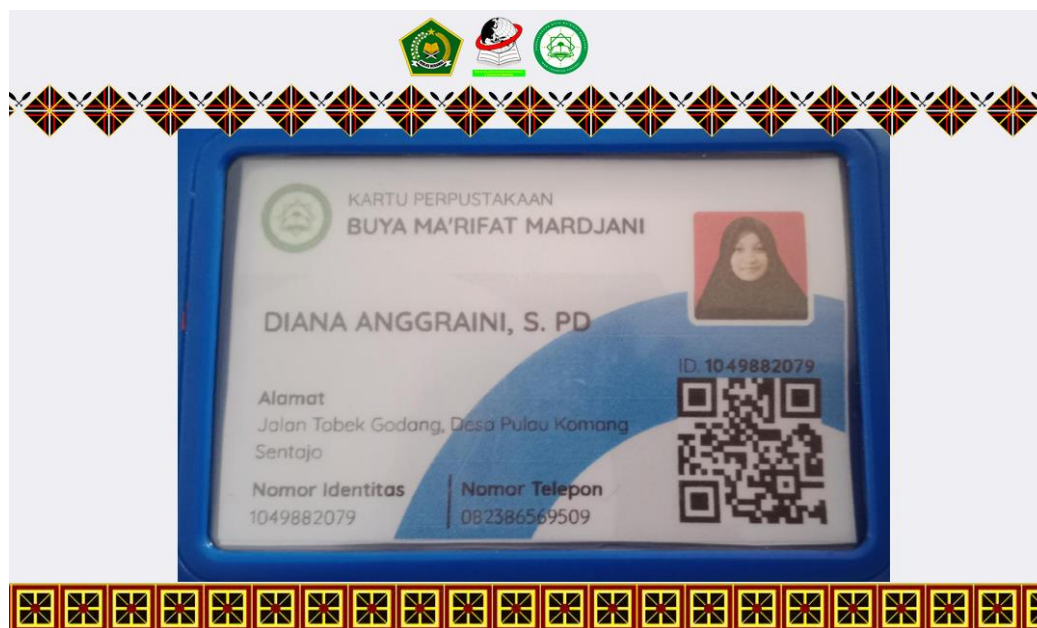 KARTU PERPUSTAKAAN
BUYA MA'RIFAT MARDJANI
DIANA ANGGRAINI, S. PD
ID. 1049882079
Alamat
Jalan Tobek Godang, Desa Pulau Komang
Sentajo
Nomor Identitas
1049882079
Nomor Telepon
082386569509